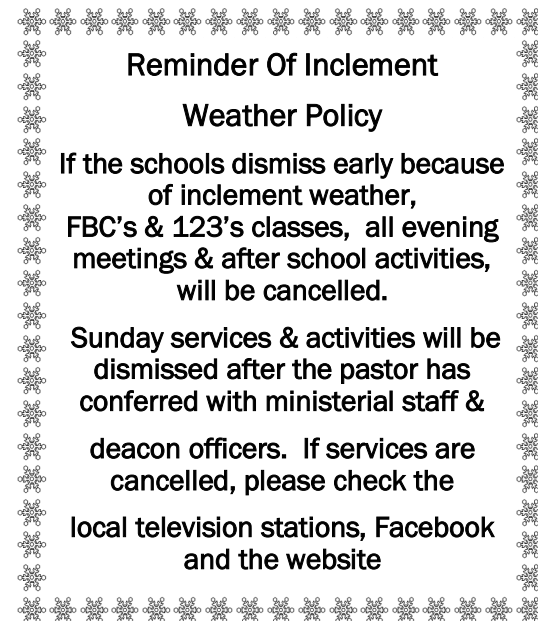 Reminder Of Inclement
Weather Policy
If the schools dismiss early because
of inclement weather,
FBC's & 123's classes,  all evening
meetings & after school activities,
will be cancelled.
Sunday services & activities will be
dismissed after the pastor has
conferred with ministerial staff &
deacon officers.  If services are
cancelled, please check the
local television stations, Facebook
and the website